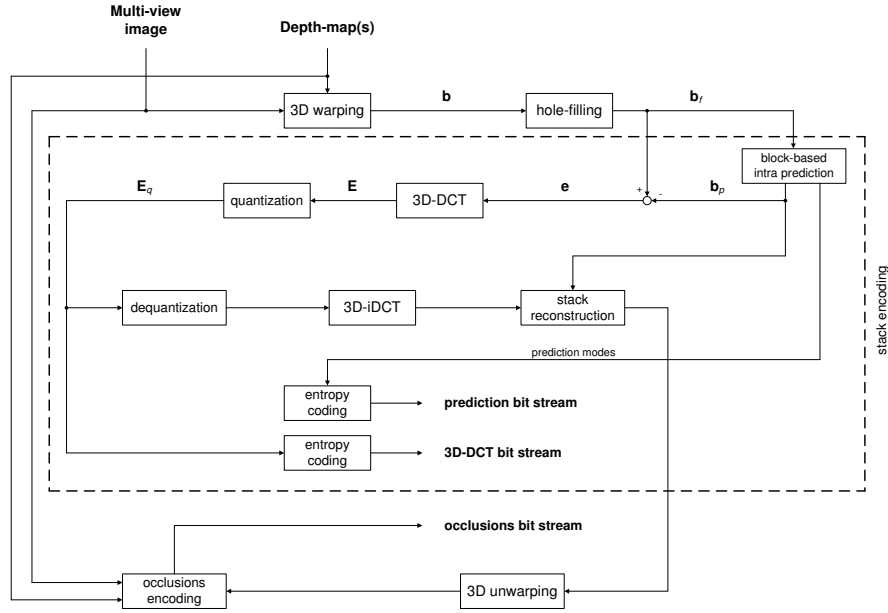 Multi-view
image
Depth-map(s)
3D warping
b
hole-filling
b_f
block-based
intra prediction
E_q
quantization
E
3D-DCT
e
+
-
b_p
dequantization
3D-iDCT
stack
reconstruction
stack encoding
prediction modes
entropy
coding
prediction bit stream
entropy
coding
3D-DCT bit stream
occlusions bit stream
occlusions
encoding
3D unwarping